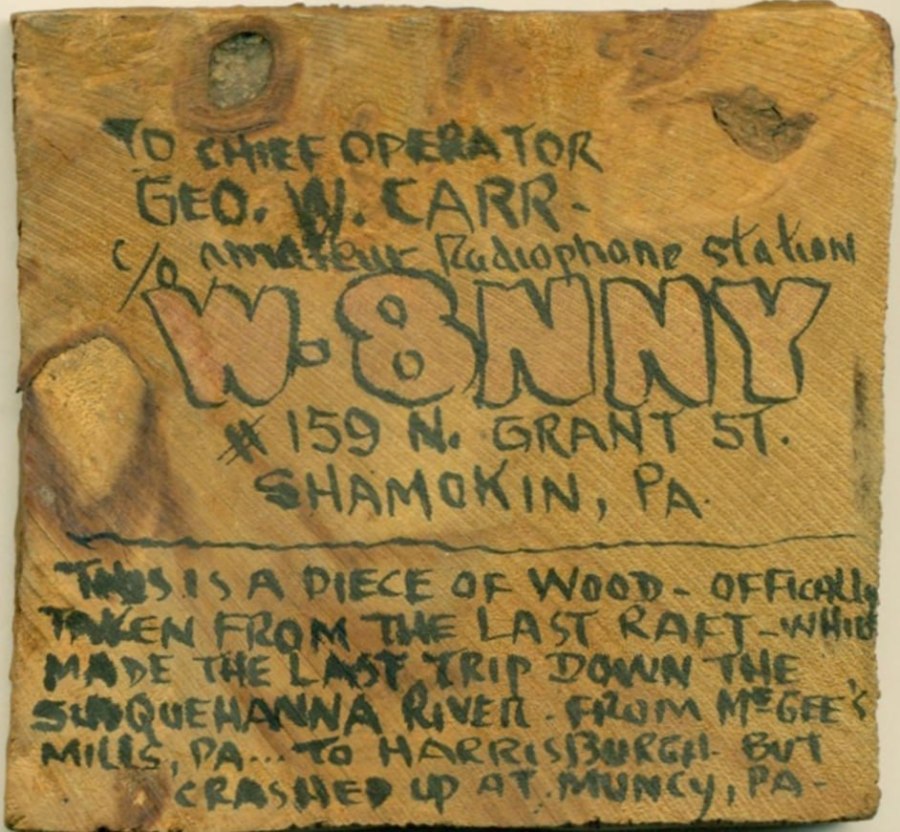 TO CHIEF OPERATOR
GEO. W. CARR.
c/o Amateur Radiophone station
W.8NNY
# 159 N. GRANT ST.
SHAMOKIN, PA.
THIS IS A PIECE OF WOOD - OFFICALLY
TAKEN FROM THE LAST RAFT - WHICH
MADE THE LAST TRIP DOWN THE
SUSQUEHANNA RIVER - FROM McGEE'S
MILLS, PA... TO HARRISBURGH - BUT
CRASHED UP AT MUNCY, PA -